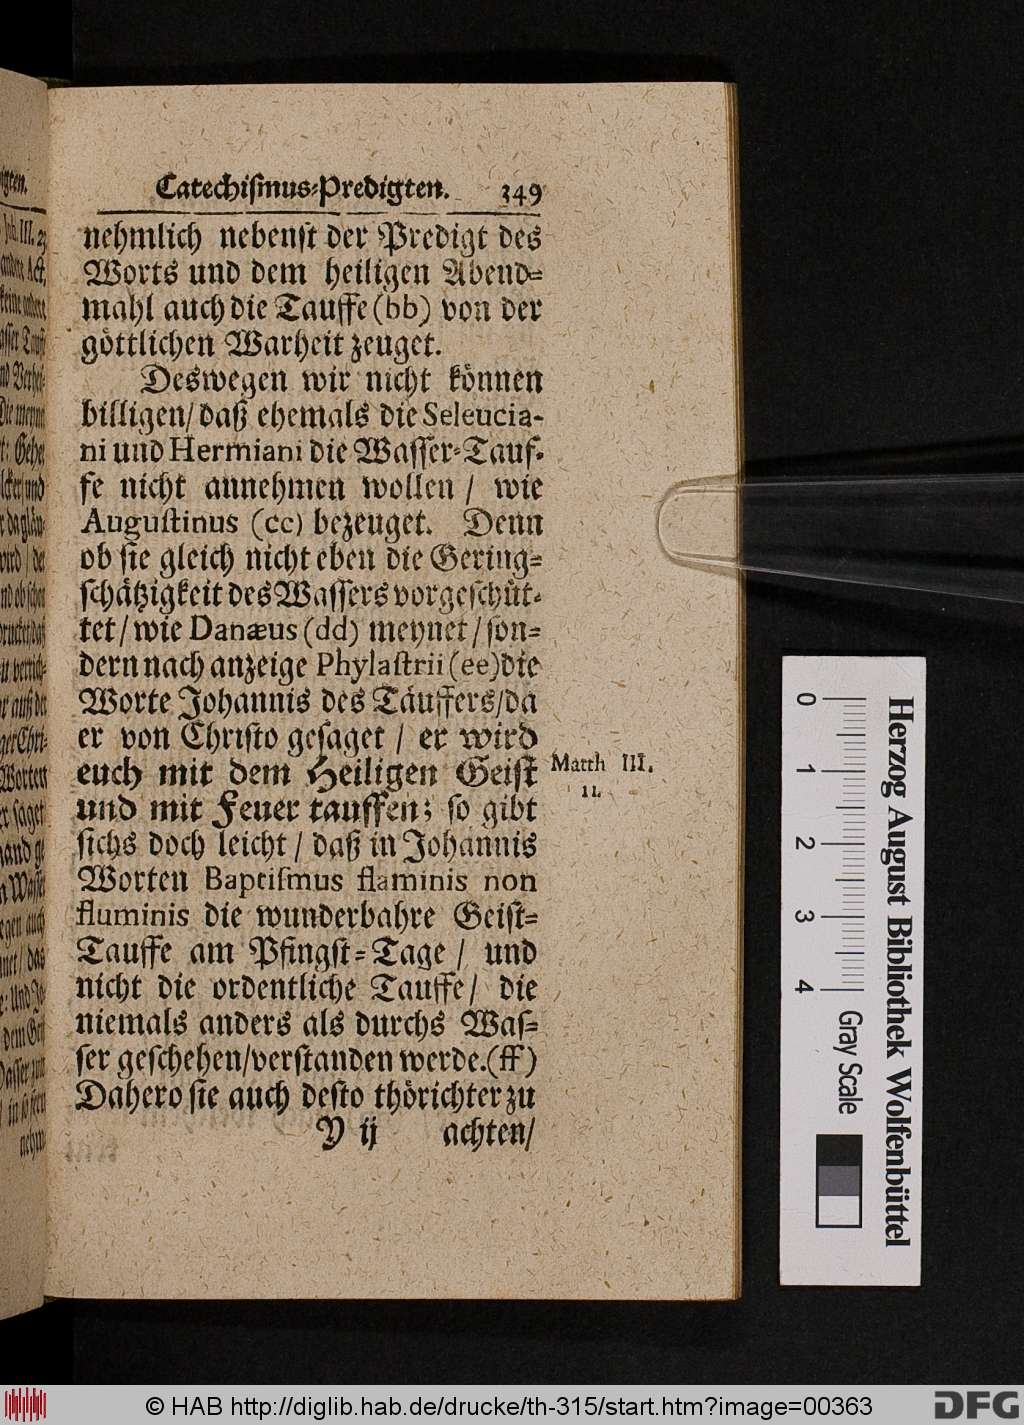 Catechismus-Predigten. 349
nehmlich nebenst der Predigt des
Worts und dem heiligen Abend=
mahl auch die Tauffe (bb) von der
göttlichen Warheit zeuget.
Deswegen wir nicht können
billigen/ daß ehemals die Seleucia-
ni und Hermiani die Wasser=Tauf-
fe nicht annehmen wollen / wie
Augustinus (cc) bezeuget. Denn
ob sie gleich nicht eben die Gering=
schätzigkeit des Wassers vorgeschüt-
tet / wie Danæus (dd) meynet / son=
dern nach anzeige Phylastrii (ee) die
Worte Johannis des Täuffers/da
er von Christo gesaget / er wird
euch mit dem Heiligen Geist
Matth III.
11.
und mit Feuer tauffen; so gibt
sichs doch leicht / daß in Johannis
Worten Baptismus flaminis non
fluminis die wunderbahre Geist=
Tauffe am Pfingst=Tage / und
nicht die ordentliche Tauffe / die
niemals anders als durchs Was=
ser geschehen/verstanden werde.(ff)
Dahero sie auch desto thörichter zu
Y ij achten/
0 1 2 3 4
Gray Scale
Herzog August Bibliothek Wolfenbüttel
© HAB http://diglib.hab.de/drucke/th-315/start.htm?image=00363
DFG